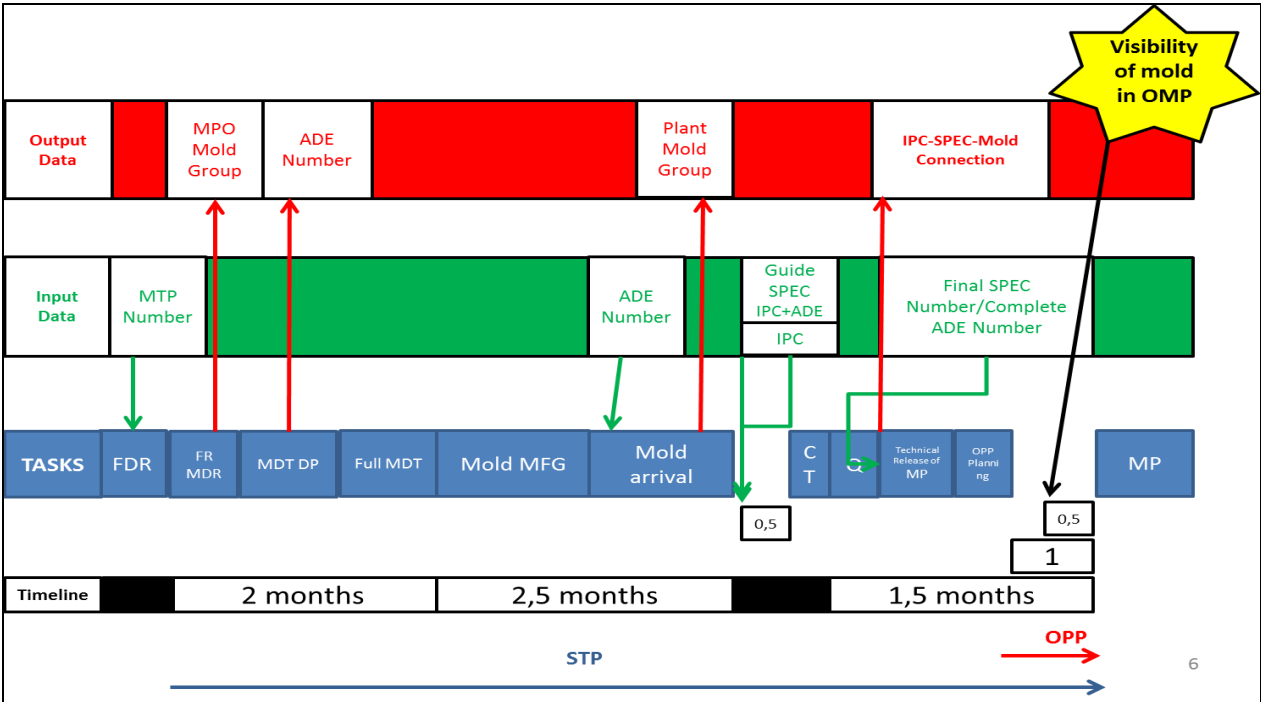 Visibility
of mold
in OMP
Output
Data
MPO
Mold
Group
ADE
Number
Plant
Mold
Group
IPC-SPEC-Mold
Connection
Input
Data
MTP
Number
ADE
Number
Guide
SPEC
IPC+ADE
IPC
Final SPEC
Number/Complete
ADE Number
TASKS
FDR
FR
MDR
MDT DP
Full MDT
Mold MFG
Mold
arrival
C
T
Q
Technical
Release of
MP
OPP
Planni
ng
MP
0,5
0,5
1
Timeline
2 months
2,5 months
1,5 months
OPP
STP
6